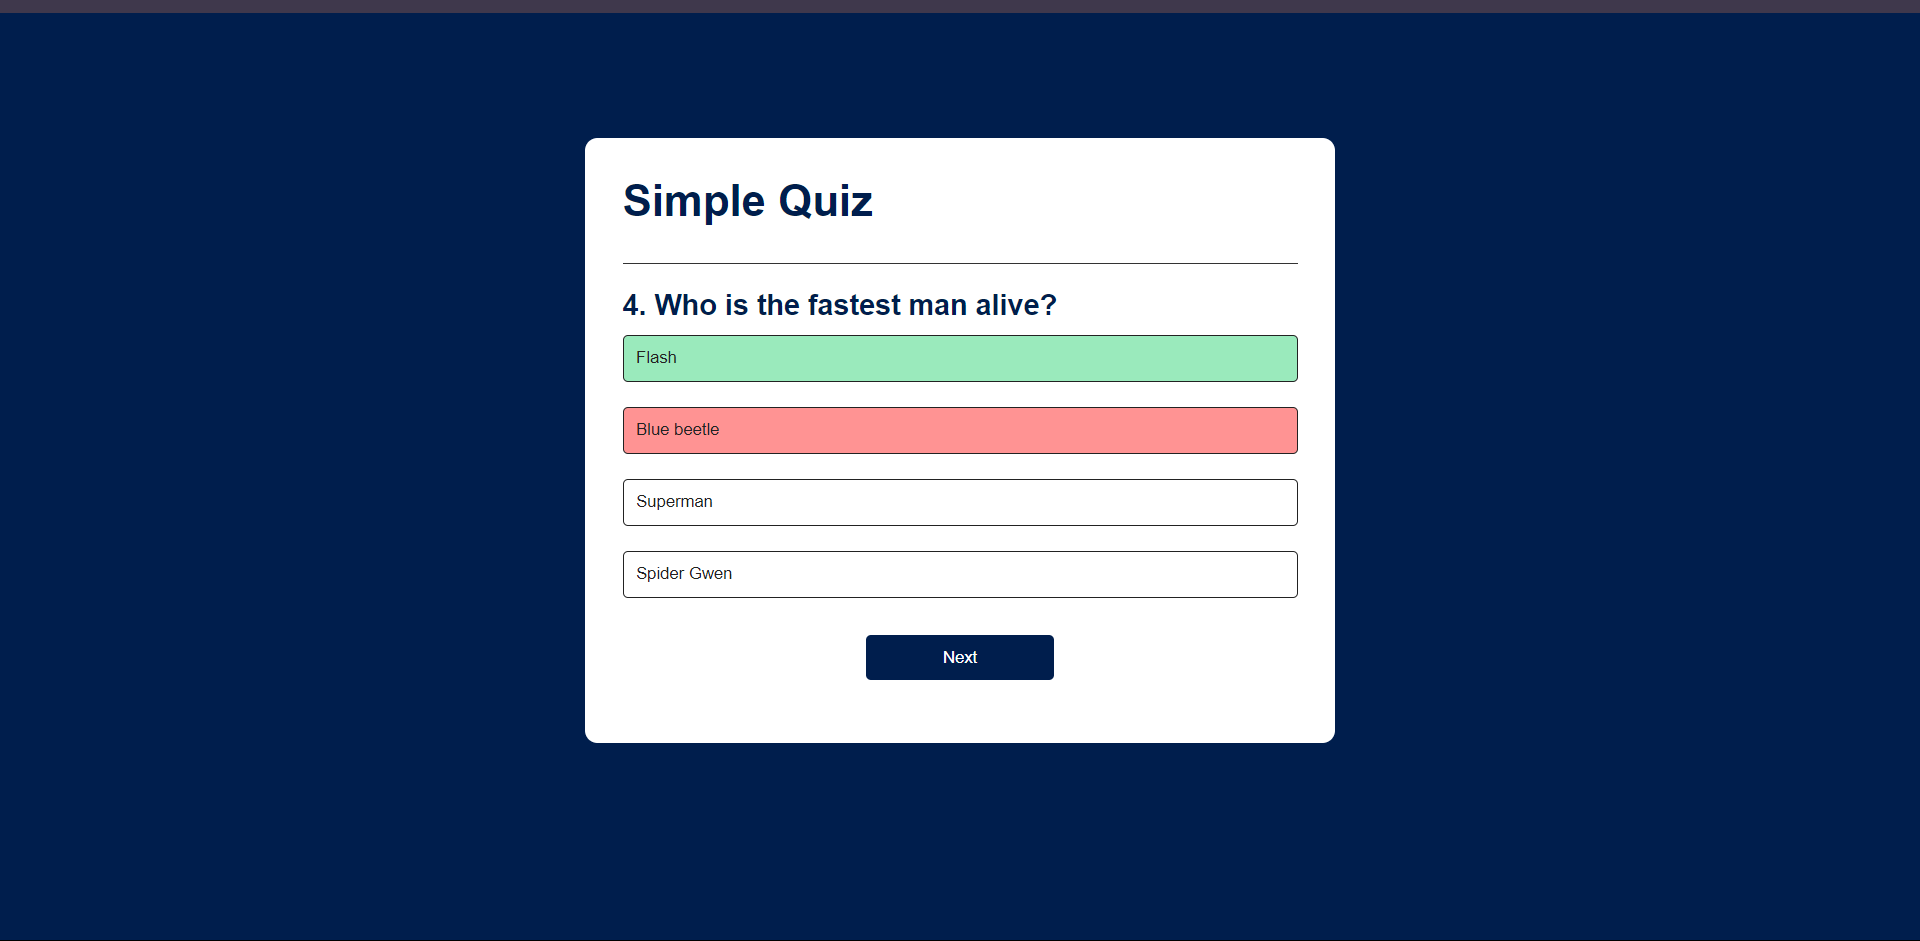 Simple Quiz
4. Who is the fastest man alive?
Flash
Blue beetle
Superman
Spider Gwen
Next